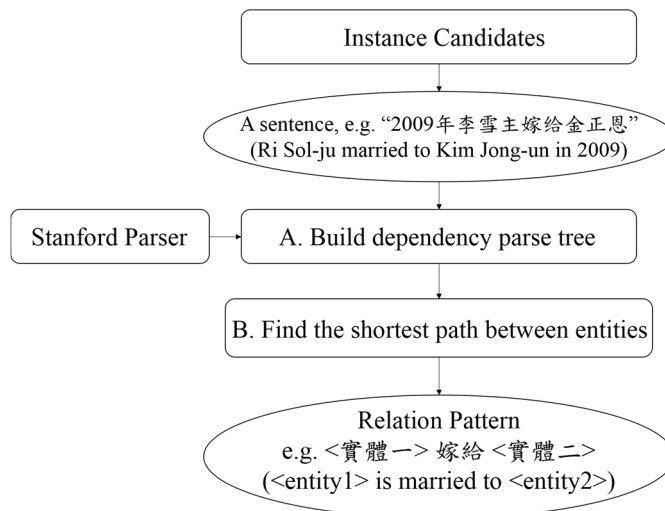 Instance Candidates
A sentence, e.g. “2009年李雪主嫁给金正恩”
(Ri Sol-ju married to Kim Jong-un in 2009)
Stanford Parser
A. Build dependency parse tree
B. Find the shortest path between entities
Relation Pattern
e.g. <實體一> 嫁給 <實體二>
(<entity1> is married to <entity2>)